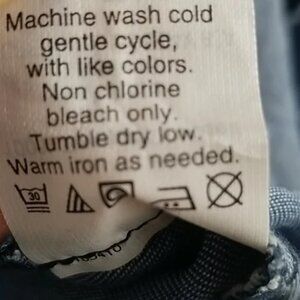 Machine wash cold
gentle cycle,
with like colors.
Non chlorine
bleach only.
Tumble dry low.
Warm iron as needed.
30